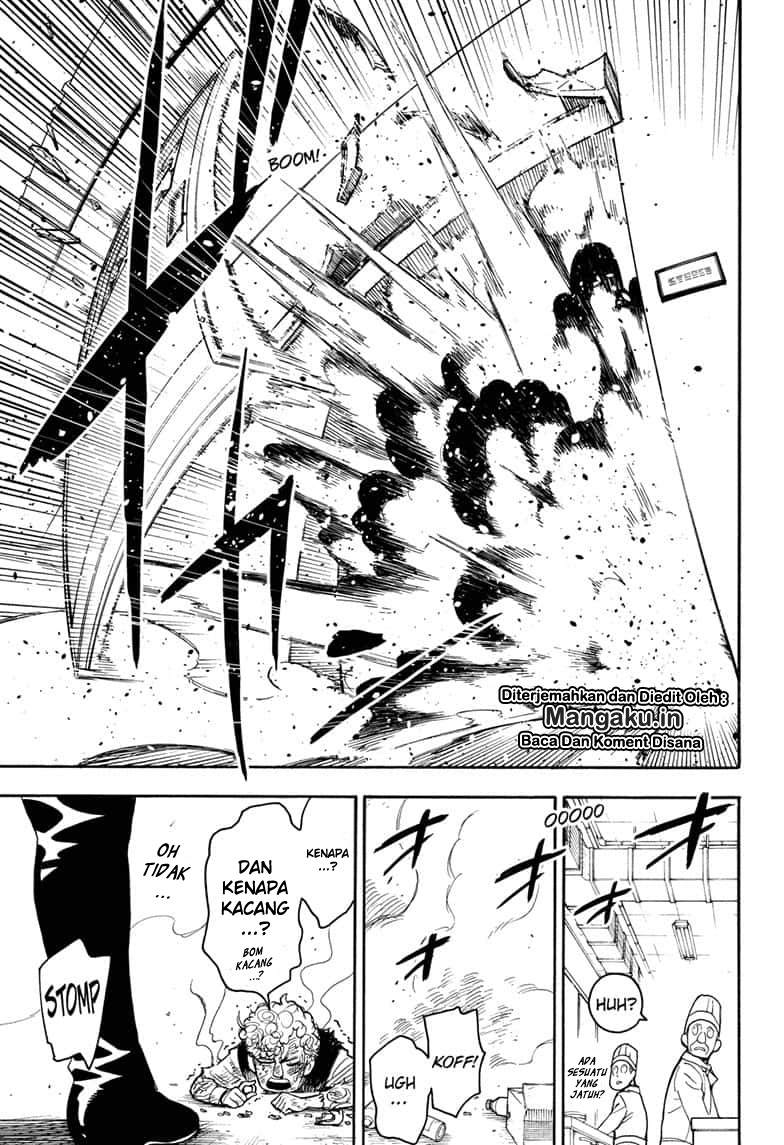 BOOM!
Diterjemahkan dan Diedit Oleh :
Mangaku.in
Baca Dan Koment Disana
OOOOO
HUH?
ADA
SESUATU
YANG
JATUH?
KOFF!
UGH
...
KENAPA
...?
DAN
KENAPA
KACANG
...?
BOM
KACANG
...?
OH
TIDAK
...
STOMP